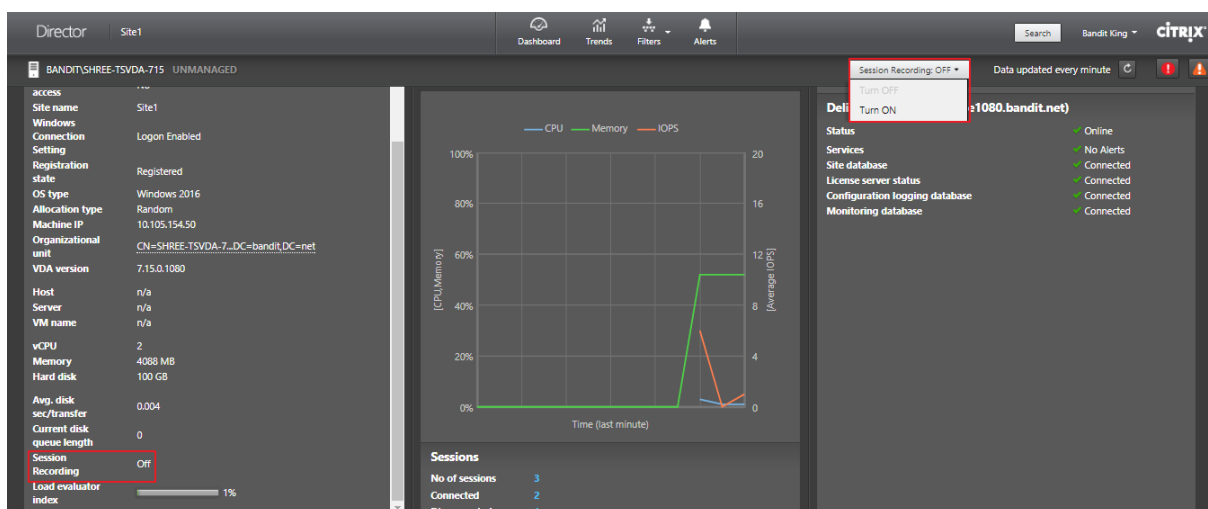 Director Site1 Dashboard Trends Filters Alerts Search Bandit King CITRIX
BANDIT\SHREE-TSVDA-715 UNMANAGED Session Recording: OFF Data updated every minute
Turn OFF
Turn ON
access No
Site name Site1
Windows
Connection Logon Enabled
Setting
Registration
state Registered
OS type Windows 2016
Allocation type Random
Machine IP 10.105.154.50
Organizational
unit CN=SHREE-TSVDA-7...DC=bandit,DC=net
VDA version 7.15.0.1080
Host n/a
Server n/a
VM name n/a
vCPU 2
Memory 4088 MB
Hard disk 100 GB
Avg. disk
sec/transfer 0.004
Current disk
queue length 0
Session
Recording Off
Load evaluator
index 1%
CPU Memory IOPS
100% 20
80% 16
60% 12
40% 8
20% 4
0% 0
[CPU,Memory]
[Average IOPS]
Time (last minute)
Sessions
No of sessions 3
Connected 2
e1080.bandit.net)
Status Online
Services No Alerts
Site database Connected
License server status Connected
Configuration logging database Connected
Monitoring database Connected